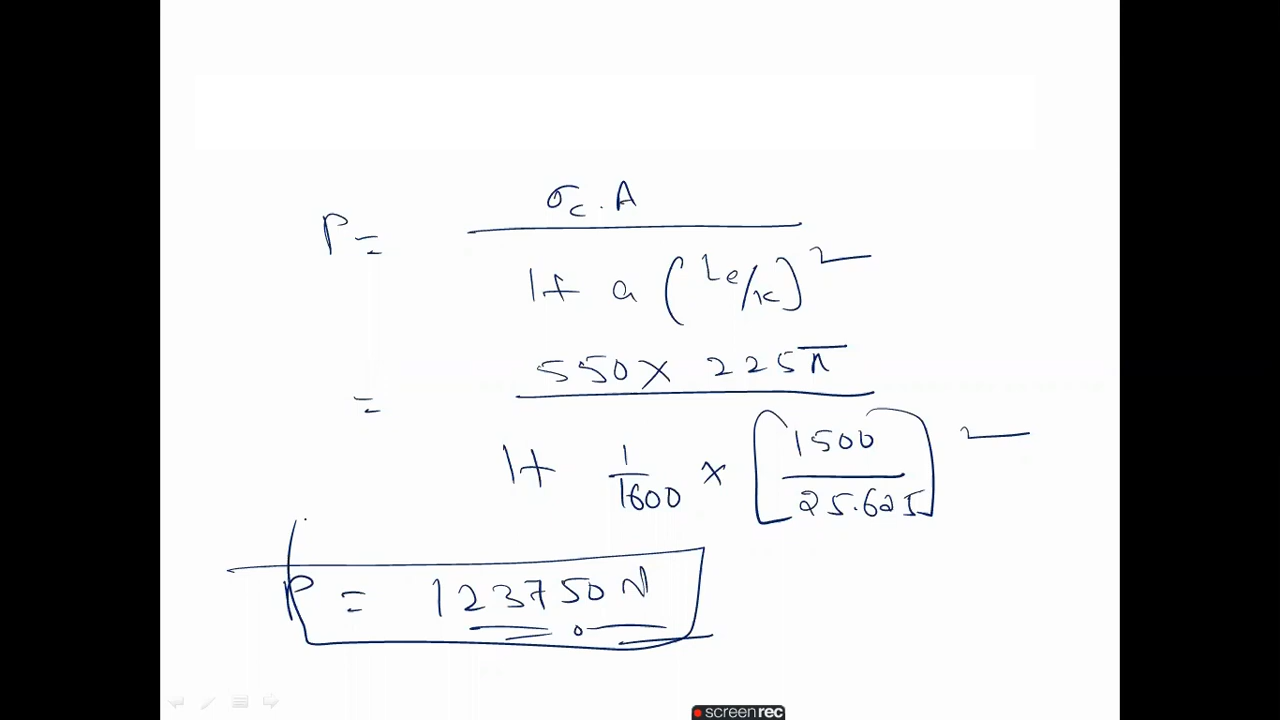 P = σc . A
1 + a (Le/k)2
= 550 × 225π
1 + 1/1600 × [1500/25.625]2
P = 123750 N
screenrec